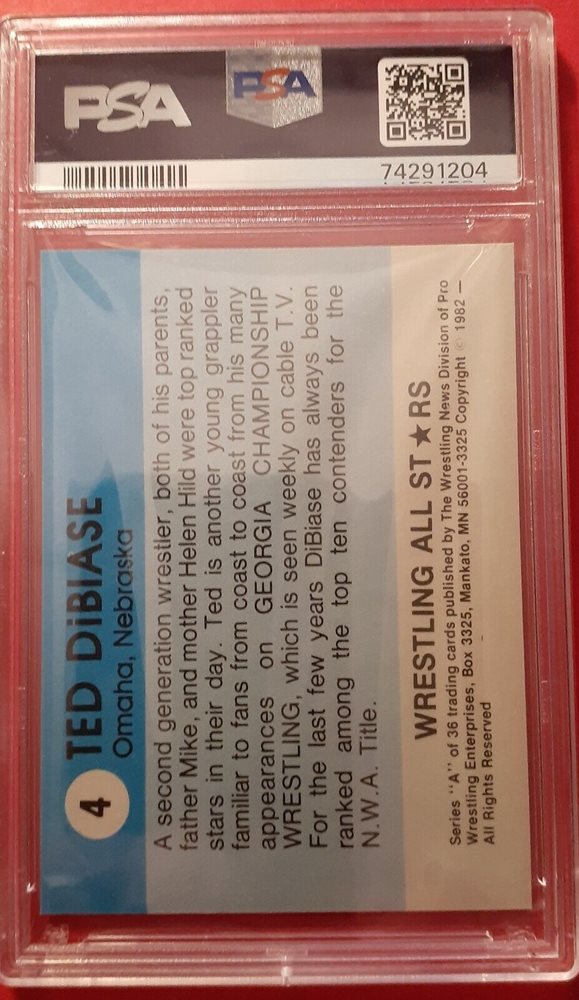 PSA
PSA
74291204
4
TED DiBIASE
Omaha, Nebraska
A second generation wrestler, both of his parents,
father Mike, and mother Helen Hild were top ranked
stars in their day. Ted is another young grappler
familiar to fans from coast to coast from his many
appearances on GEORGIA CHAMPIONSHIP
WRESTLING, which is seen weekly on cable T.V.
For the last few years DiBiase has always been
ranked among the top ten contenders for the
N.W.A. Title.
WRESTLING ALL ST★RS
Series "A" of 36 trading cards published by The Wrestling News Division of Pro
Wrestling Enterprises, Box 3325, Mankato, MN 56001-3325 Copyright © 1982 —
All Rights Reserved